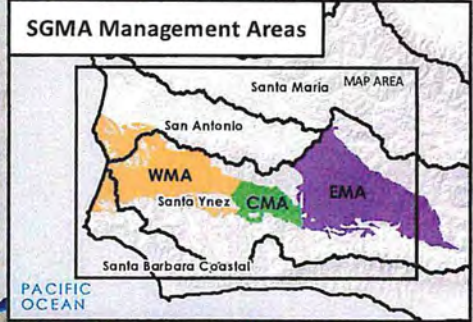 SGMA Management Areas
Santa Maria
MAP AREA
San Antonio
WMA
EMA
CMA
Santa Ynez
Santa Barbara Coastal
PACIFIC
OCEAN